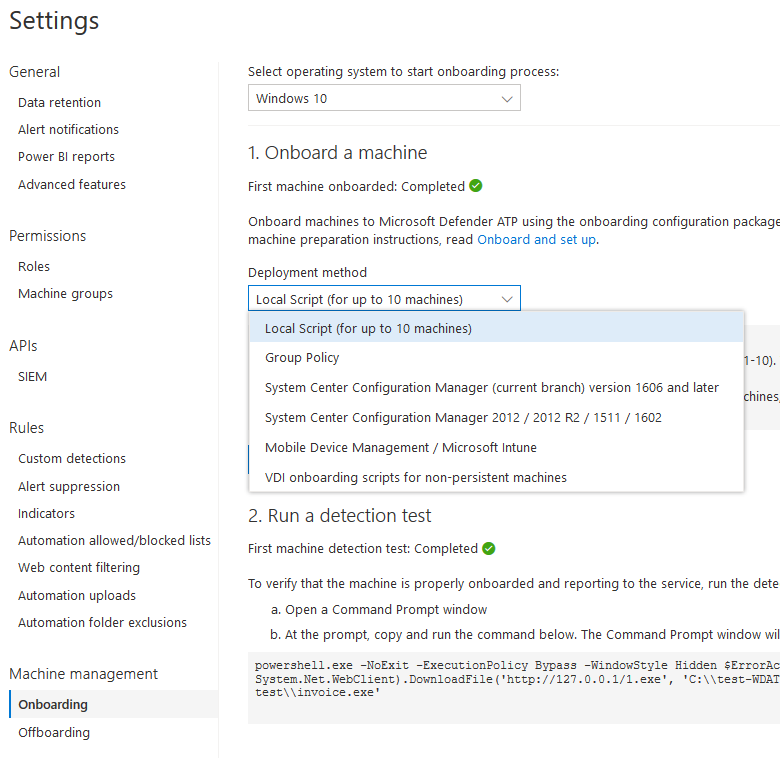 Settings
General
Data retention
Alert notifications
Power BI reports
Advanced features
Permissions
Roles
Machine groups
APIs
SIEM
Rules
Custom detections
Alert suppression
Indicators
Automation allowed/blocked lists
Web content filtering
Automation uploads
Automation folder exclusions
Machine management
Onboarding
Offboarding
Select operating system to start onboarding process:
Windows 10
1. Onboard a machine
First machine onboarded: Completed
Onboard machines to Microsoft Defender ATP using the onboarding configuration package
machine preparation instructions, read Onboard and set up.
Deployment method
Local Script (for up to 10 machines)
Local Script (for up to 10 machines)
Group Policy
1-10).
System Center Configuration Manager (current branch) version 1606 and later
chines,
System Center Configuration Manager 2012 / 2012 R2 / 1511 / 1602
Mobile Device Management / Microsoft Intune
VDI onboarding scripts for non-persistent machines
2. Run a detection test
First machine detection test: Completed
To verify that the machine is properly onboarded and reporting to the service, run the dete
a. Open a Command Prompt window
b. At the prompt, copy and run the command below. The Command Prompt window wil
powershell.exe -NoExit -ExecutionPolicy Bypass -WindowStyle Hidden $ErrorAc
System.Net.WebClient).DownloadFile('http://127.0.0.1/1.exe', 'C:\\test-WDAT
test\\invoice.exe'